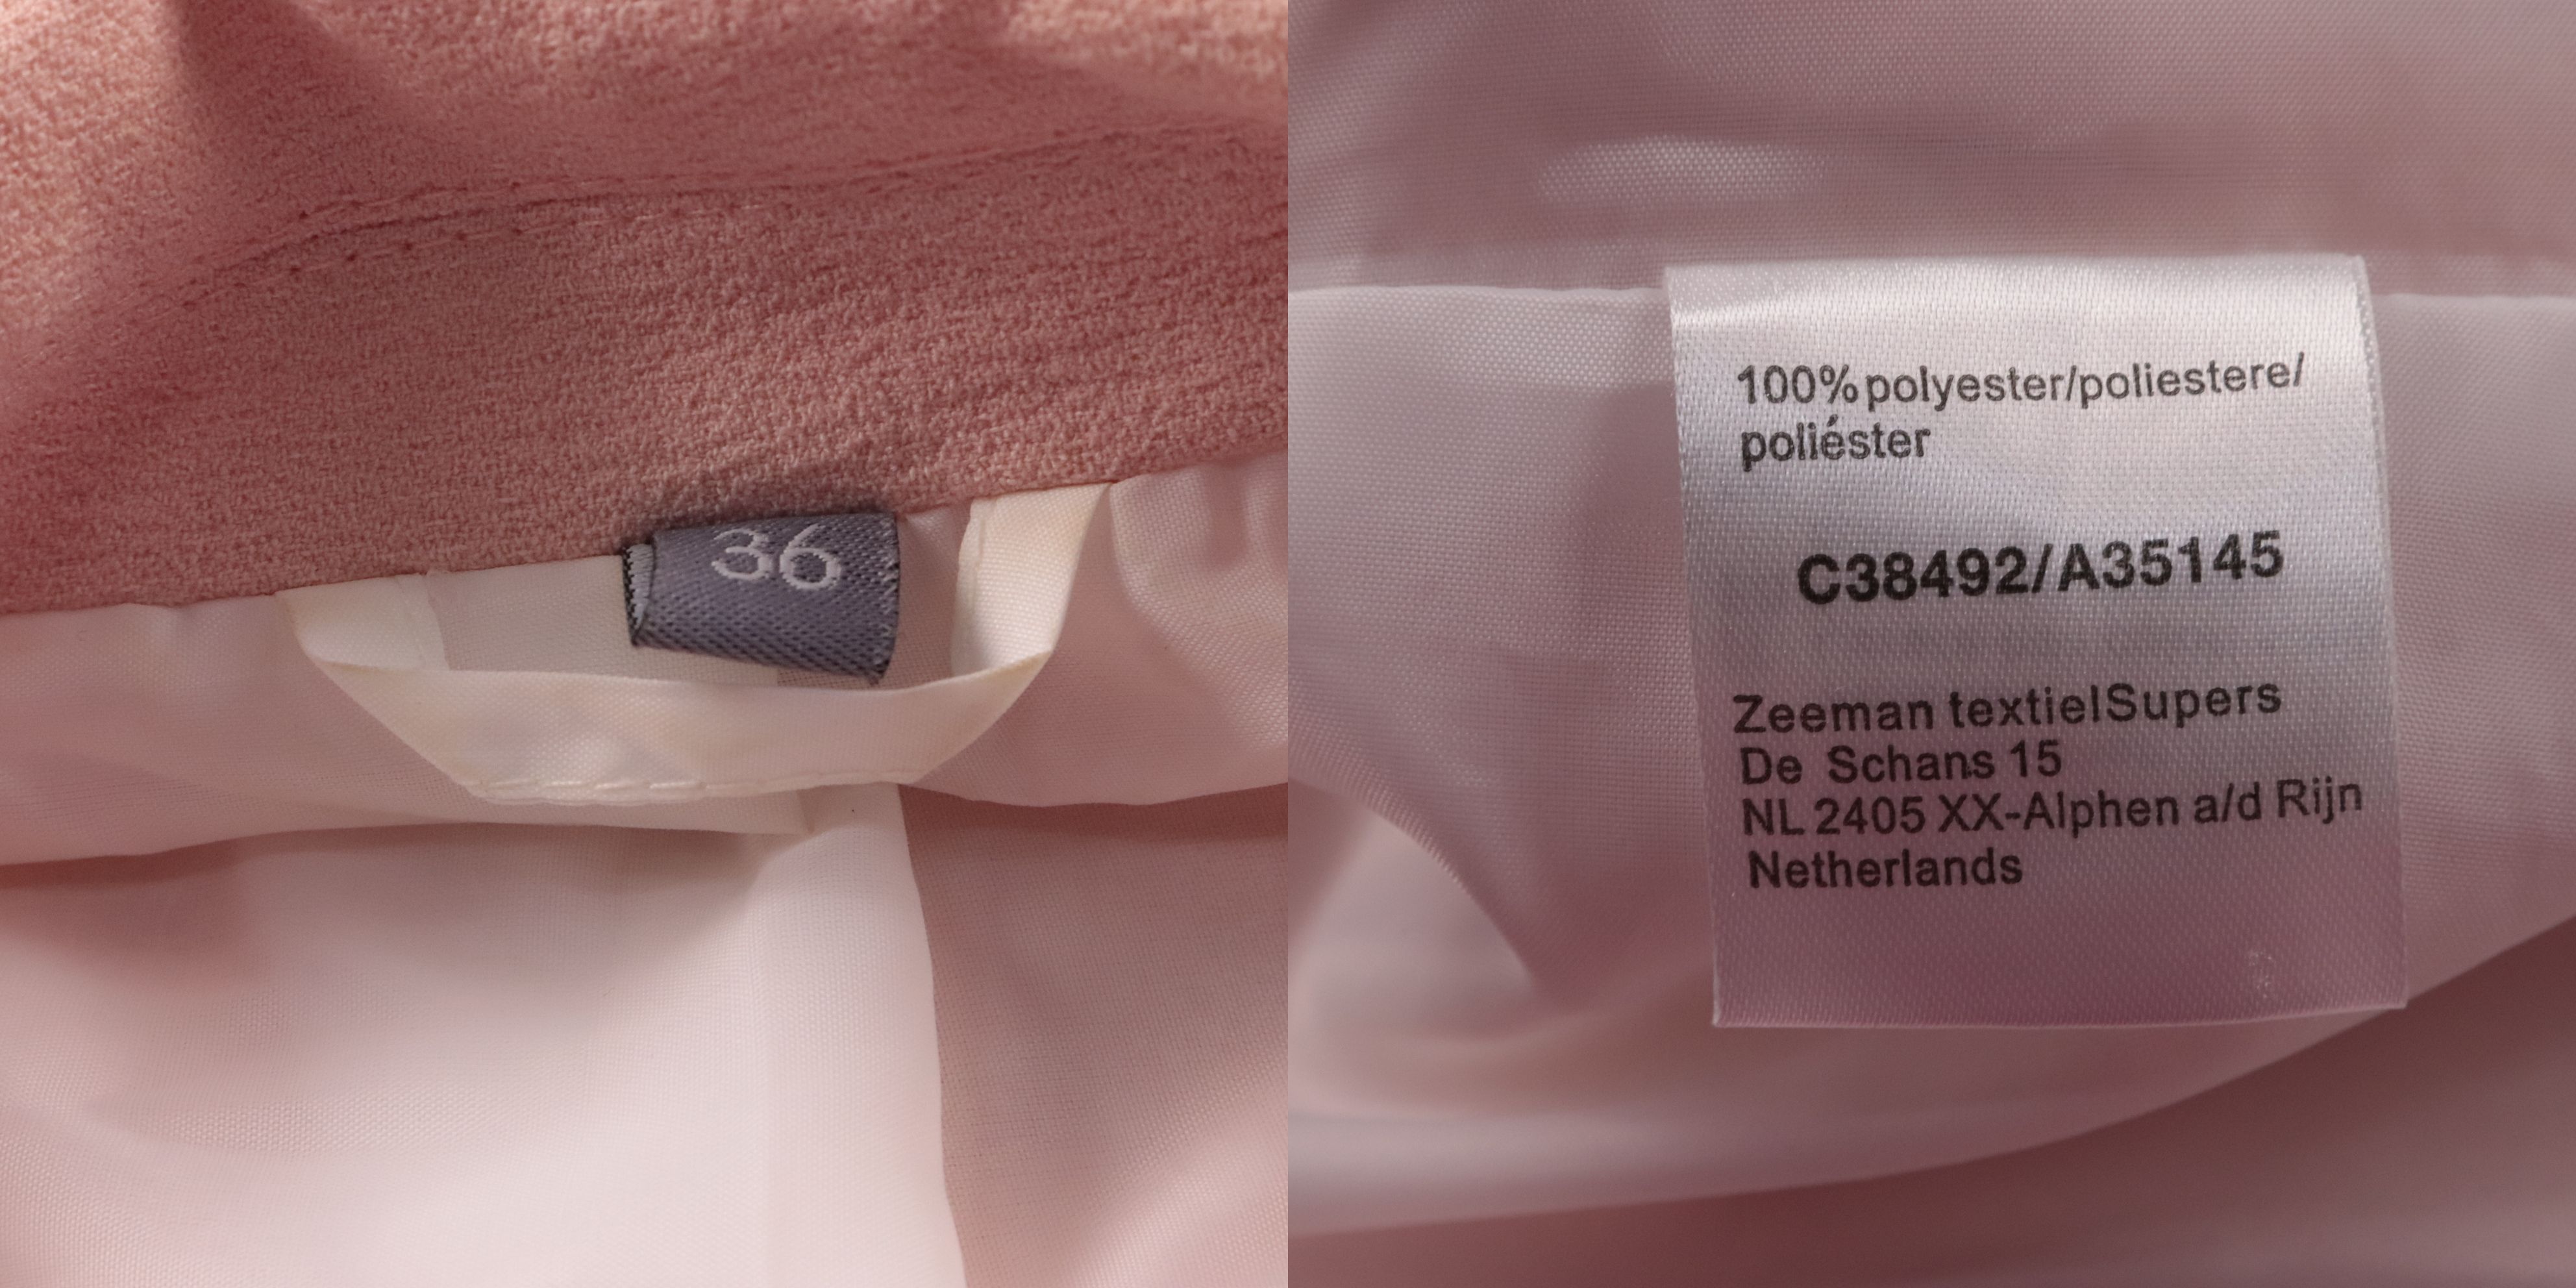 36
100% polyester/poliestere/
poliéster
C38492/A35145
Zeeman textielSupers
De Schans 15
NL 2405 XX-Alphen a/d Rijn
Netherlands